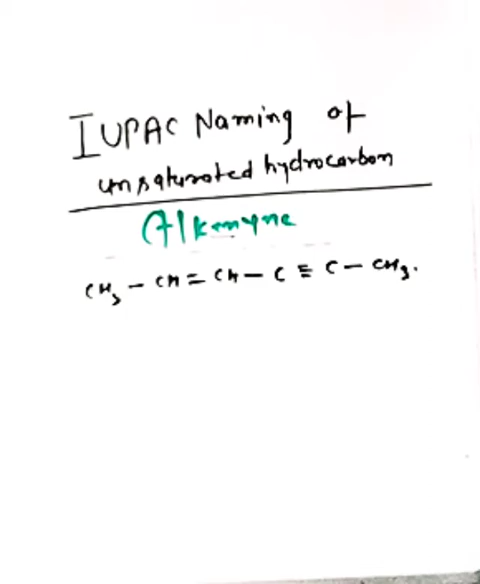 IUPAC Naming of
unsaturated hydrocarbon
Alkenyne
CH₃ – CH = CH – C ≡ C – CH₃.